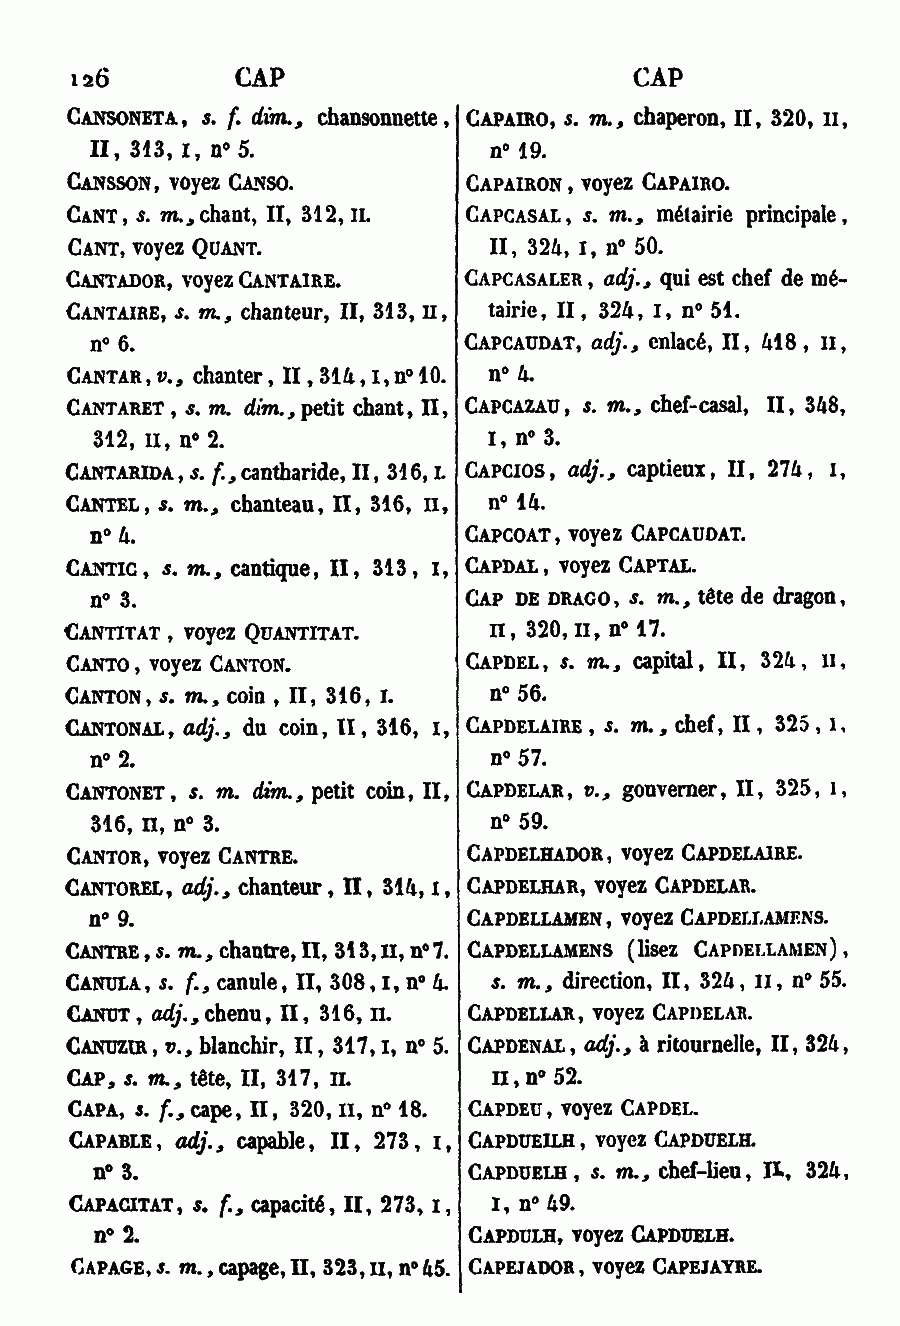 126 CAP CAP
CANSONETA, s. f. dim., chansonnette,
II, 313, I, n° 5.
CANSSON, voyez CANSO.
CANT, s. m., chant, II, 312, II.
CANT, voyez QUANT.
CANTADOR, voyez CANTAIRE.
CANTAIRE, s. m., chanteur, II, 313, II,
n° 6.
CANTAR, v., chanter, II, 314, I, n° 10.
CANTARET, s. m. dim., petit chant, II,
312, II, n° 2.
CANTARIDA, s. f., cantharide, II, 316, I.
CANTEL, s. m., chanteau, II, 316, II,
n° 4.
CANTIC, s. m., cantique, II, 313, I,
n° 3.
CANTITAT, voyez QUANTITAT.
CANTO, voyez CANTON.
CANTON, s. m., coin, II, 316, I.
CANTONAL, adj., du coin, II, 316, I,
n° 2.
CANTONET, s. m. dim., petit coin, II,
316, II, n° 3.
CANTOR, voyez CANTRE.
CANTOREL, adj., chanteur, II, 314, I,
n° 9.
CANTRE, s. m., chantre, II, 313, II, n° 7.
CANULA, s. f., canule, II, 308, I, n° 4.
CANUT, adj., chenu, II, 316, II.
CANUZIR, v., blanchir, II, 317, I, n° 5.
CAP, s. m., tête, II, 317, II.
CAPA, s. f., cape, II, 320, II, n° 18.
CAPABLE, adj., capable, II, 273, I,
n° 3.
CAPACITAT, s. f., capacité, II, 273, I,
n° 2.
CAPAGE, s. m., capage, II, 323, II, n° 45.
CAPAIRO, s. m., chaperon, II, 320, II,
n° 19.
CAPAIRON, voyez CAPAIRO.
CAPCASAL, s. m., métairie principale,
II, 324, I, n° 50.
CAPCASALER, adj., qui est chef de mé-
tairie, II, 324, I, n° 51.
CAPCAUDAT, adj., enlacé, II, 418, II,
n° 4.
CAPCAZAU, s. m., chef-casal, II, 348,
I, n° 3.
CAPCIOS, adj., captieux, II, 274, I,
n° 14.
CAPCOAT, voyez CAPCAUDAT.
CAPDAL, voyez CAPTAL.
CAP DE DRAGO, s. m., tête de dragon,
II, 320, II, n° 17.
CAPDEL, s. m., capital, II, 324, II,
n° 56.
CAPDELAIRE, s. m., chef, II, 325, I,
n° 57.
CAPDELAR, v., gouverner, II, 325, I,
n° 59.
CAPDELHADOR, voyez CAPDELAIRE.
CAPDELHAR, voyez CAPDELAR.
CAPDELLAMEN, voyez CAPDELLAMENS.
CAPDELLAMENS (lisez CAPDELLAMEN),
s. m., direction, II, 324, II, n° 55.
CAPDELLAR, voyez CAPDELAR.
CAPDENAL, adj., à ritournelle, II, 324,
II, n° 52.
CAPDEU, voyez CAPDEL.
CAPDUEILH, voyez CAPDUELH.
CAPDUELH, s. m., chef-lieu, II, 324,
I, n° 49.
CAPDULH, voyez CAPDUELH.
CAPEJADOR, voyez CAPEJAYRE.